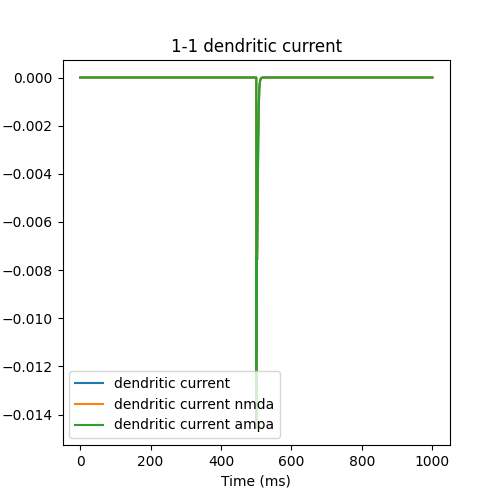 1-1 dendritic current
0.000
−0.002
−0.004
−0.006
−0.008
−0.010
−0.012
−0.014
dendritic current
dendritic current nmda
dendritic current ampa
0 200 400 600 800 1000
Time (ms)